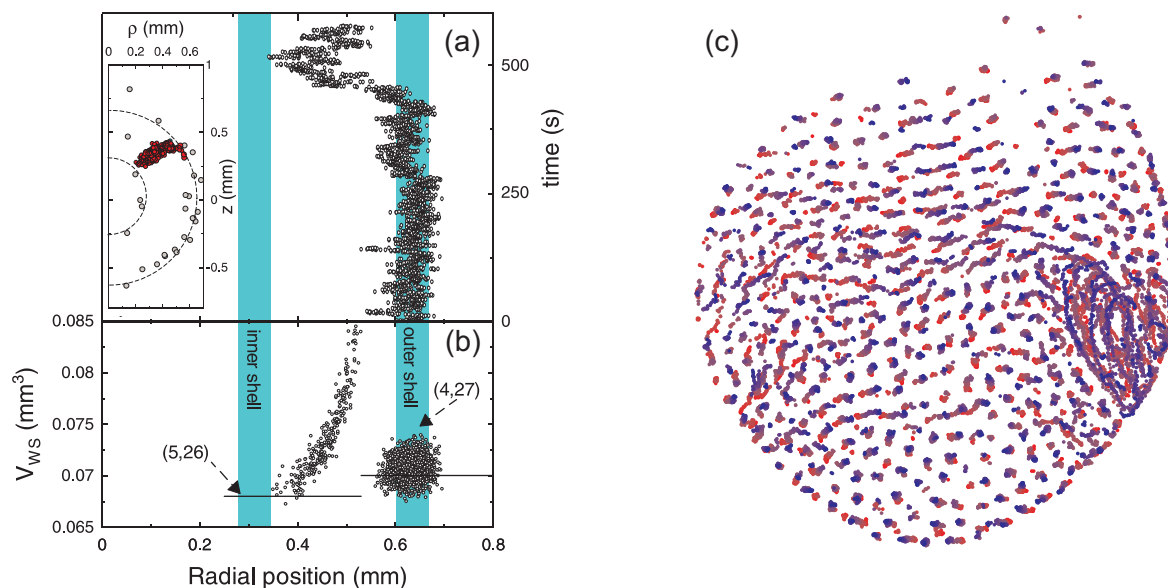 ρ (mm)
0 0.2 0.4 0.6
(a)
(c)
1
0.5
0
-0.5
z (mm)
500
250
0
time (s)
0.085
0.08
0.075
0.07
0.065
V_WS (mm³)
inner shell
outer shell
(b)
(4,27)
(5,26)
0 0.2 0.4 0.6 0.8
Radial position (mm)